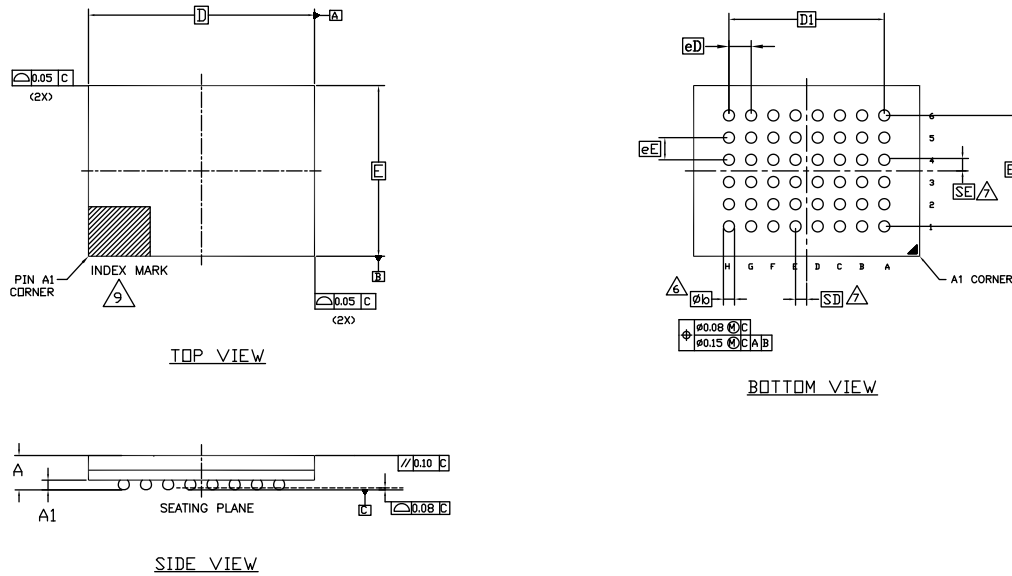 D
A
0.05 C
(2X)
E
PIN A1
CORNER
INDEX MARK
9
B
0.05 C
(2X)
TOP VIEW
D1
eD
eE
6
5
4
3
2
1
SE
7
H G F E D C B A
A1 CORNER
6
Øb
SD
7
Ø0.08 M C
Ø0.15 M C A B
BOTTOM VIEW
A
A1
// 0.10 C
SEATING PLANE
C
0.08 C
SIDE VIEW